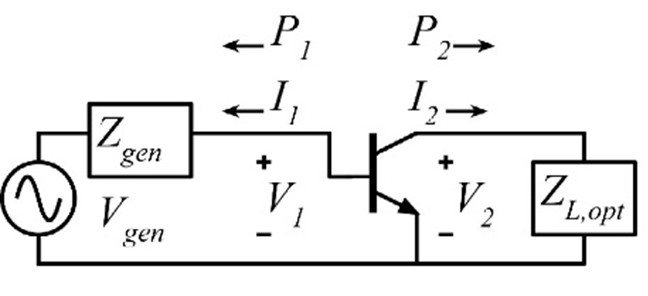 P1 P2
I1 I2
Zgen + + ZL,opt
Vgen V1 V2
- -